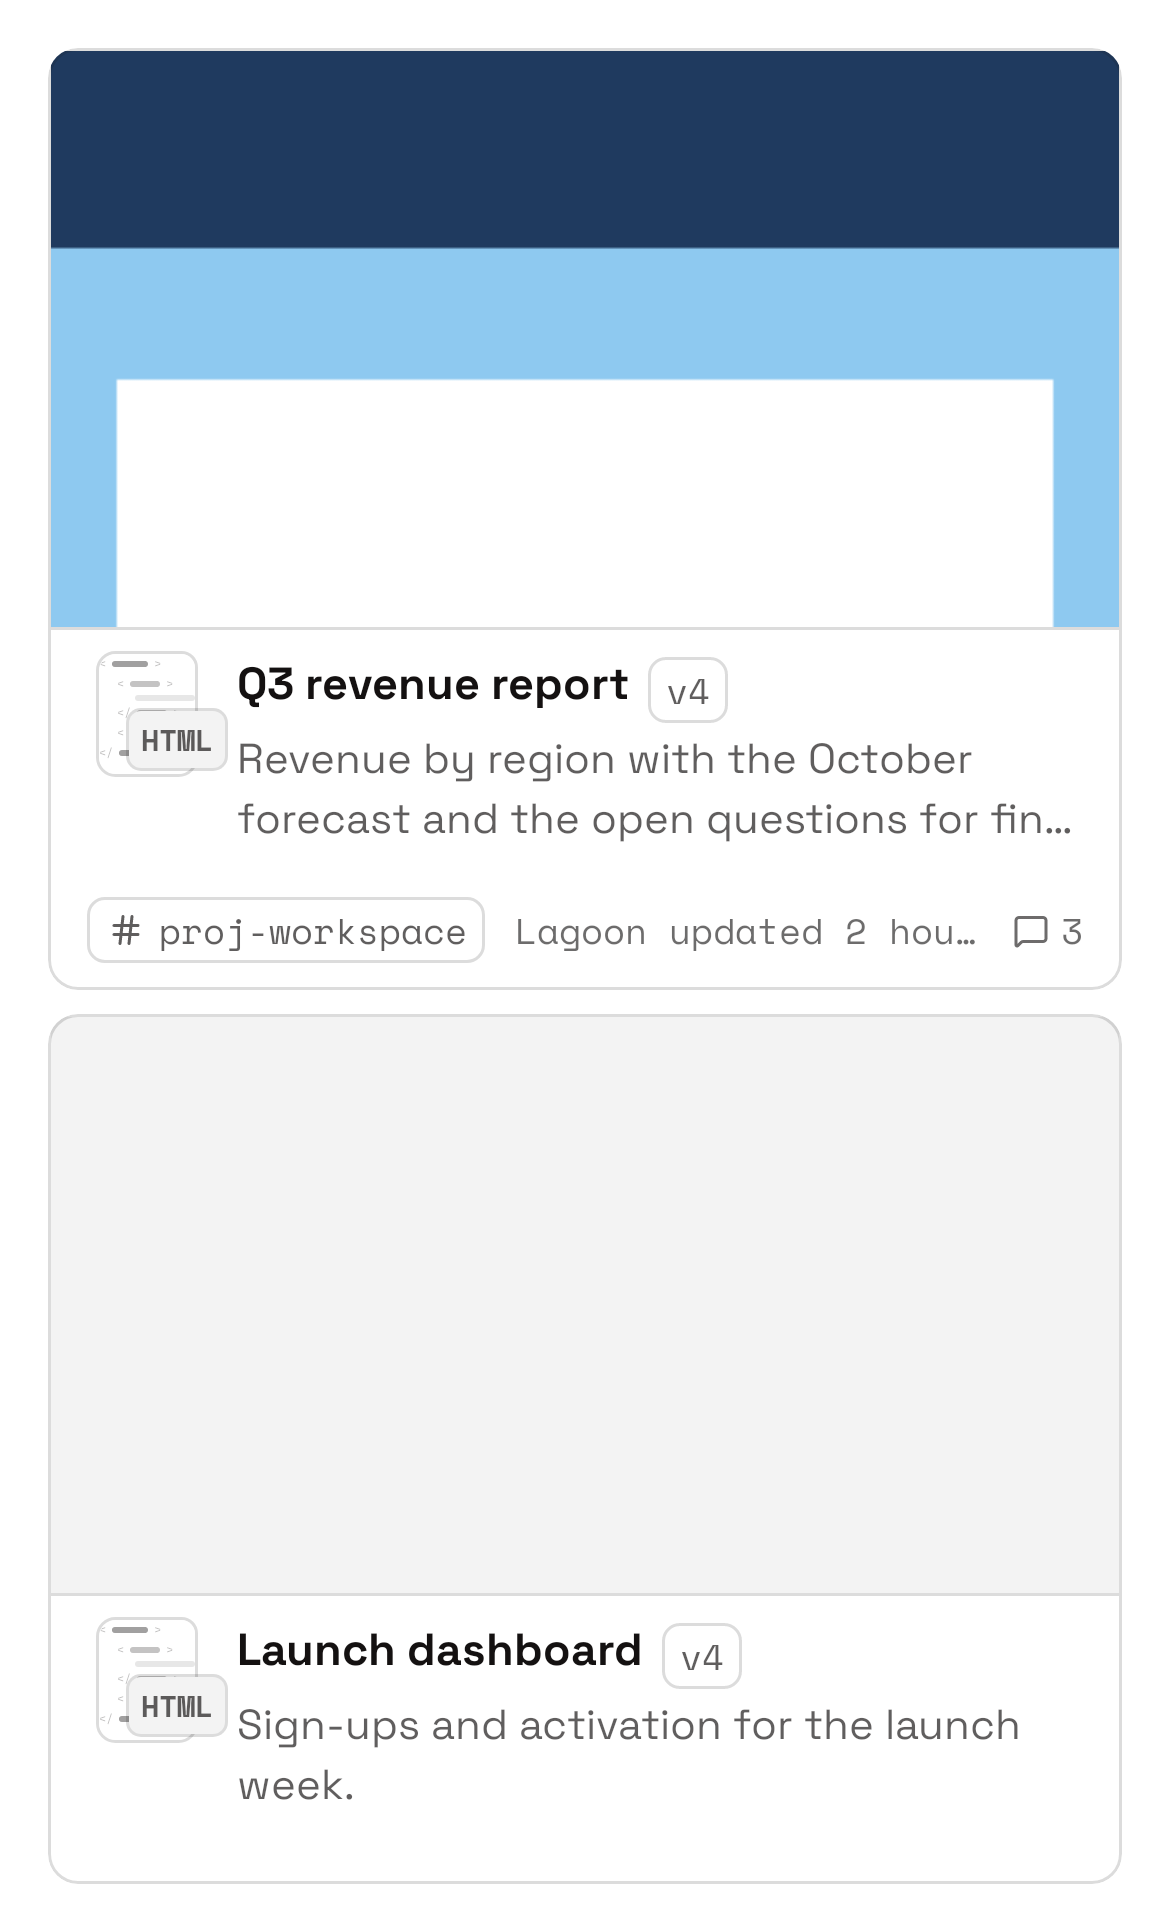 Q3 revenue report v4
HTML
Revenue by region with the October
forecast and the open questions for fin…
# proj-workspace Lagoon updated 2 hou… 3
Launch dashboard v4
HTML
Sign-ups and activation for the launch
week.